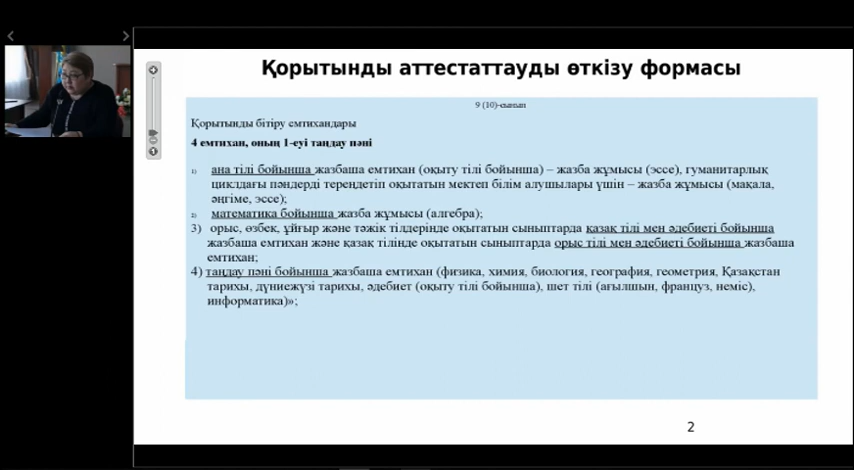 Қорытынды аттестаттауды өткізу формасы
9 (10)-сынып
Қорытынды бітіру емтихандары
4 емтихан, оның 1-еуі таңдау пәні
1) ана тілі бойынша жазбаша емтихан (оқыту тілі бойынша) – жазба жұмысы (эссе), гуманитарлық
циклдағы пәндерді тереңдетіп оқытатын мектеп білім алушылары үшін – жазба жұмысы (мақала,
әңгіме, эссе);
2) математика бойынша жазба жұмысы (алгебра);
3) орыс, өзбек, ұйғыр және тәжік тілдерінде оқытатын сыныптарда қазақ тілі мен әдебиеті бойынша
жазбаша емтихан және қазақ тілінде оқытатын сыныптарда орыс тілі мен әдебиеті бойынша жазбаша
емтихан;
4) таңдау пәні бойынша жазбаша емтихан (физика, химия, биология, география, геометрия, Қазақстан
тарихы, дүниежүзі тарихы, әдебиет (оқыту тілі бойынша), шет тілі (ағылшын, француз, неміс),
информатика)»;
2